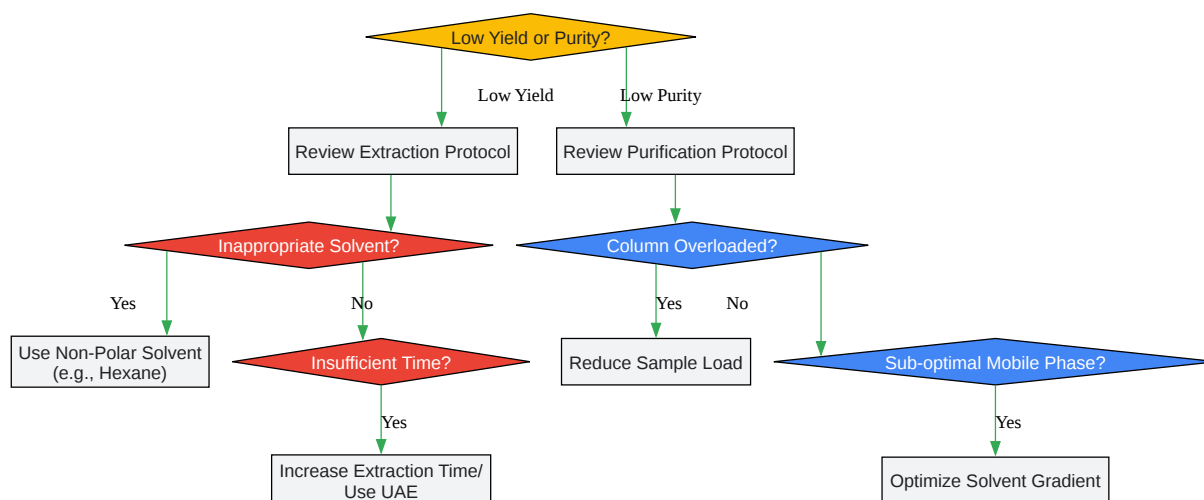 Low Yield or Purity?
Low Yield
Low Purity
Review Extraction Protocol
Review Purification Protocol
Inappropriate Solvent?
Column Overloaded?
Yes
No
Yes
No
Use Non-Polar Solvent
(e.g., Hexane)
Insufficient Time?
Reduce Sample Load
Sub-optimal Mobile Phase?
Yes
Yes
Increase Extraction Time/
Use UAE
Optimize Solvent Gradient